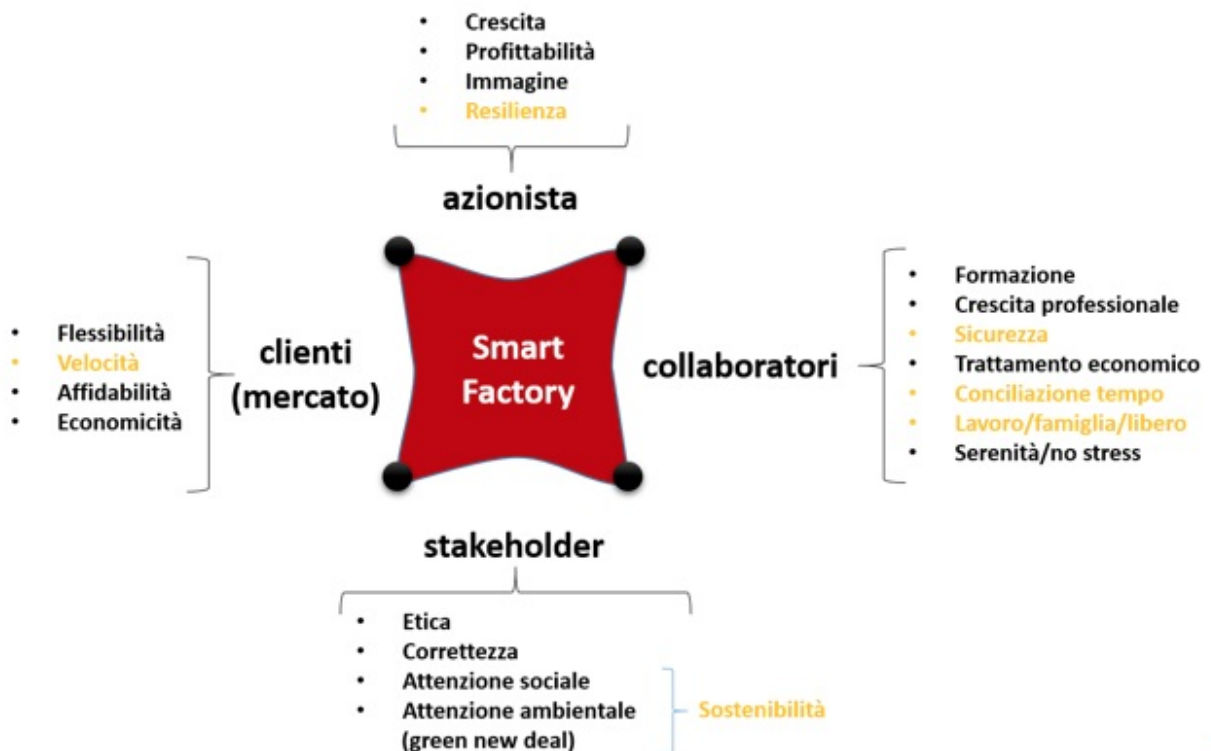 • Crescita
• Profittabilità
• Immagine
• Resilienza
azionista
• Flessibilità
• Velocità
• Affidabilità
• Economicità
clienti
(mercato)
Smart
Factory
collaboratori
• Formazione
• Crescita professionale
• Sicurezza
• Trattamento economico
• Conciliazione tempo
• Lavoro/famiglia/libero
• Serenità/no stress
stakeholder
• Etica
• Correttezza
• Attenzione sociale
• Attenzione ambientale
(green new deal)
Sostenibilità